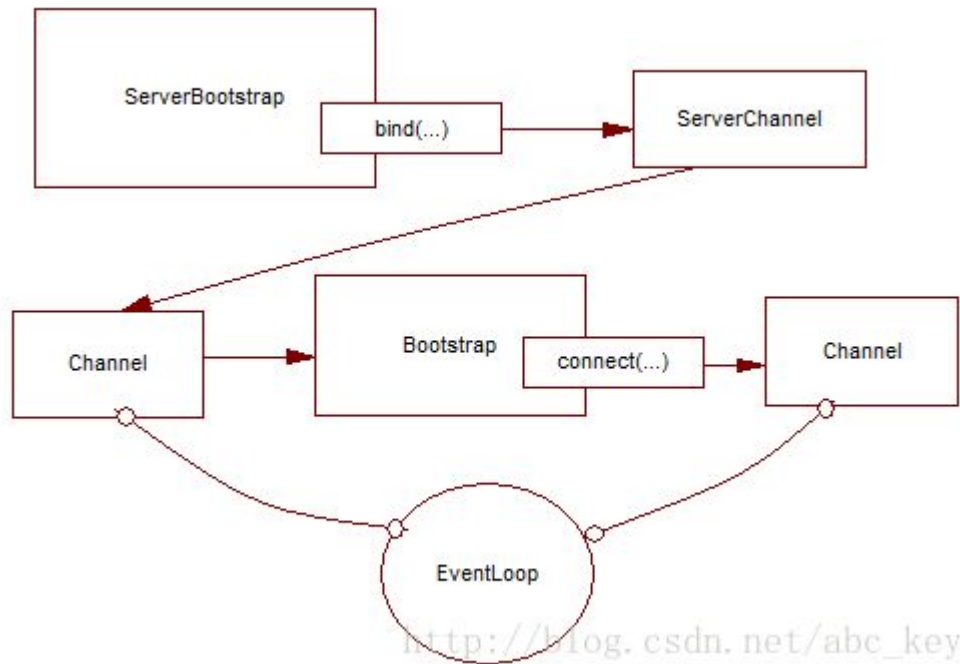 ServerBootstrap
bind(...)
ServerChannel
Channel
Bootstrap
connect(...)
Channel
EventLoop
http://blog.csdn.net/abc_key